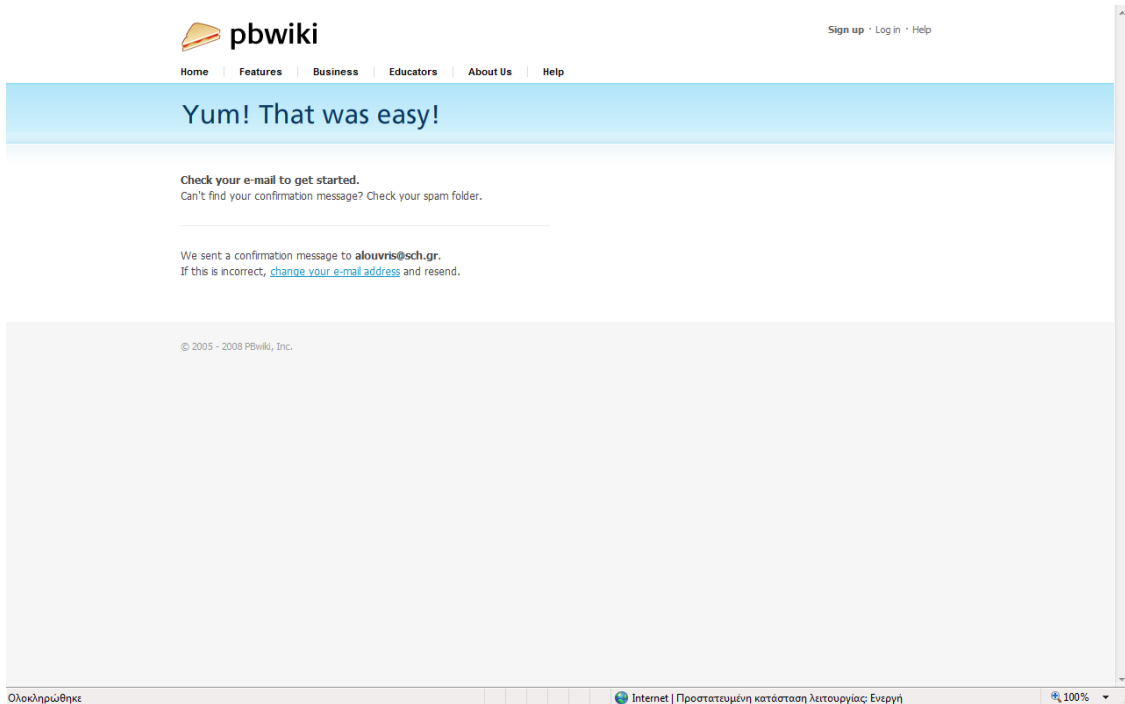 pbwiki
Sign up · Log in · Help
Home Features Business Educators About Us Help
Yum! That was easy!
Check your e-mail to get started.
Can't find your confirmation message? Check your spam folder.
We sent a confirmation message to alouvris@sch.gr.
If this is incorrect, change your e-mail address and resend.
© 2005 - 2008 PBwiki, Inc.
Ολοκληρώθηκε Internet | Προστατευμένη κατάσταση λειτουργίας: Ενεργή 100%